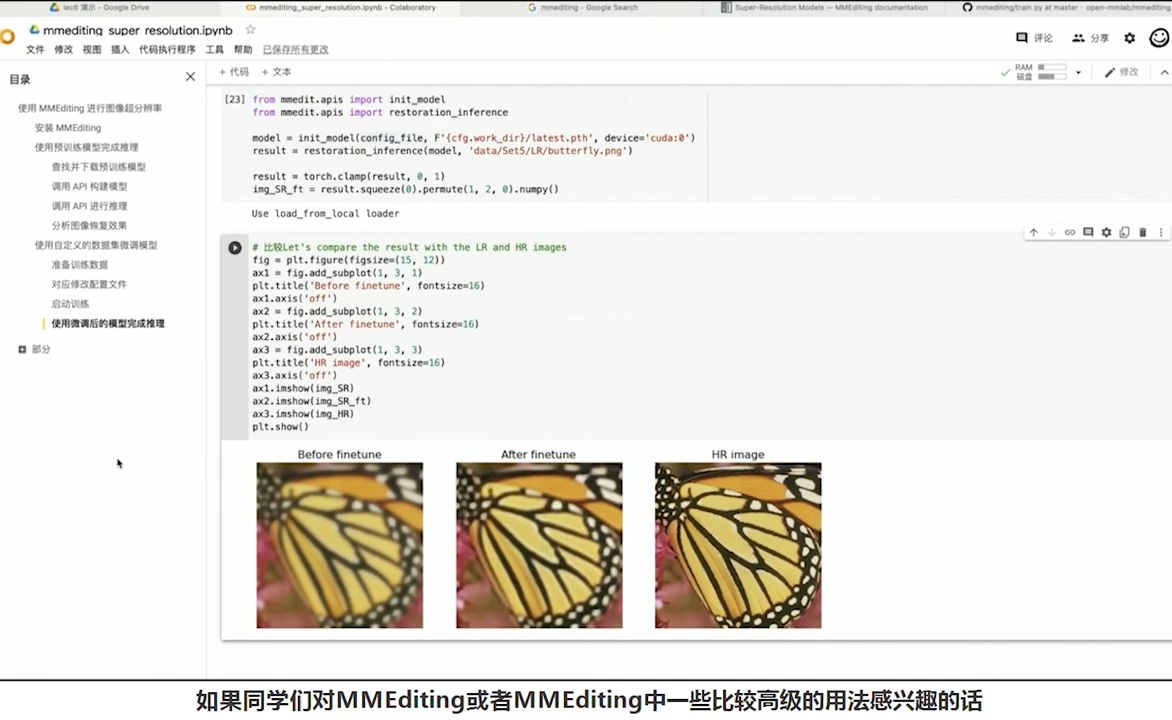 lec6 演示 - Google Drive
mmediting_super_resolution.ipynb - Colaboratory
mmediting - Google Search
Super-Resolution Models — MMEditing documentation
mmediting/train.py at master · open-mmlab/mmediting
mmediting_super_resolution.ipynb
评论
分享
文件 修改 视图 插入 代码执行程序 工具 帮助 已保存所有更改
目录
+ 代码 + 文本
RAM
磁盘
修改
使用 MMEditing 进行图像超分辨率
安装 MMEditing
使用预训练模型完成推理
查找并下载预训练模型
调用 API 构建模型
调用 API 进行推理
分析图像恢复效果
使用自定义的数据集微调模型
准备训练数据
对应修改配置文件
启动训练
使用微调后的模型完成推理
部分
[23] from mmedit.apis import init_model
from mmedit.apis import restoration_inference
model = init_model(config_file, F'{cfg.work_dir}/latest.pth', device='cuda:0')
result = restoration_inference(model, 'data/Set5/LR/butterfly.png')
result = torch.clamp(result, 0, 1)
img_SR_ft = result.squeeze(0).permute(1, 2, 0).numpy()
Use load_from_local loader
# 比较Let's compare the result with the LR and HR images
fig = plt.figure(figsize=(15, 12))
ax1 = fig.add_subplot(1, 3, 1)
plt.title('Before finetune', fontsize=16)
ax1.axis('off')
ax2 = fig.add_subplot(1, 3, 2)
plt.title('After finetune', fontsize=16)
ax2.axis('off')
ax3 = fig.add_subplot(1, 3, 3)
plt.title('HR image', fontsize=16)
ax3.axis('off')
ax1.imshow(img_SR)
ax2.imshow(img_SR_ft)
ax3.imshow(img_HR)
plt.show()
Before finetune
After finetune
HR image
如果同学们对MMEditing或者MMEditing中一些比较高级的用法感兴趣的话